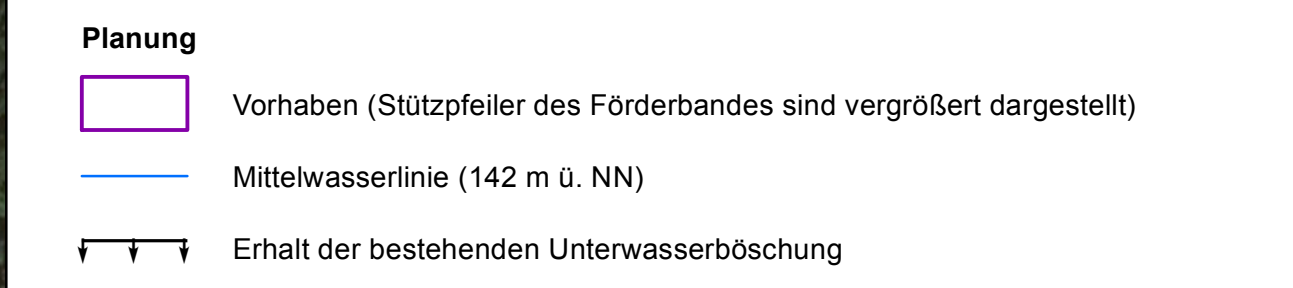 Planung
Vorhaben (Stützpfeiler des Förderbandes sind vergrößert dargestellt)
Mittelwasserlinie (142 m ü. NN)
Erhalt der bestehenden Unterwasserböschung